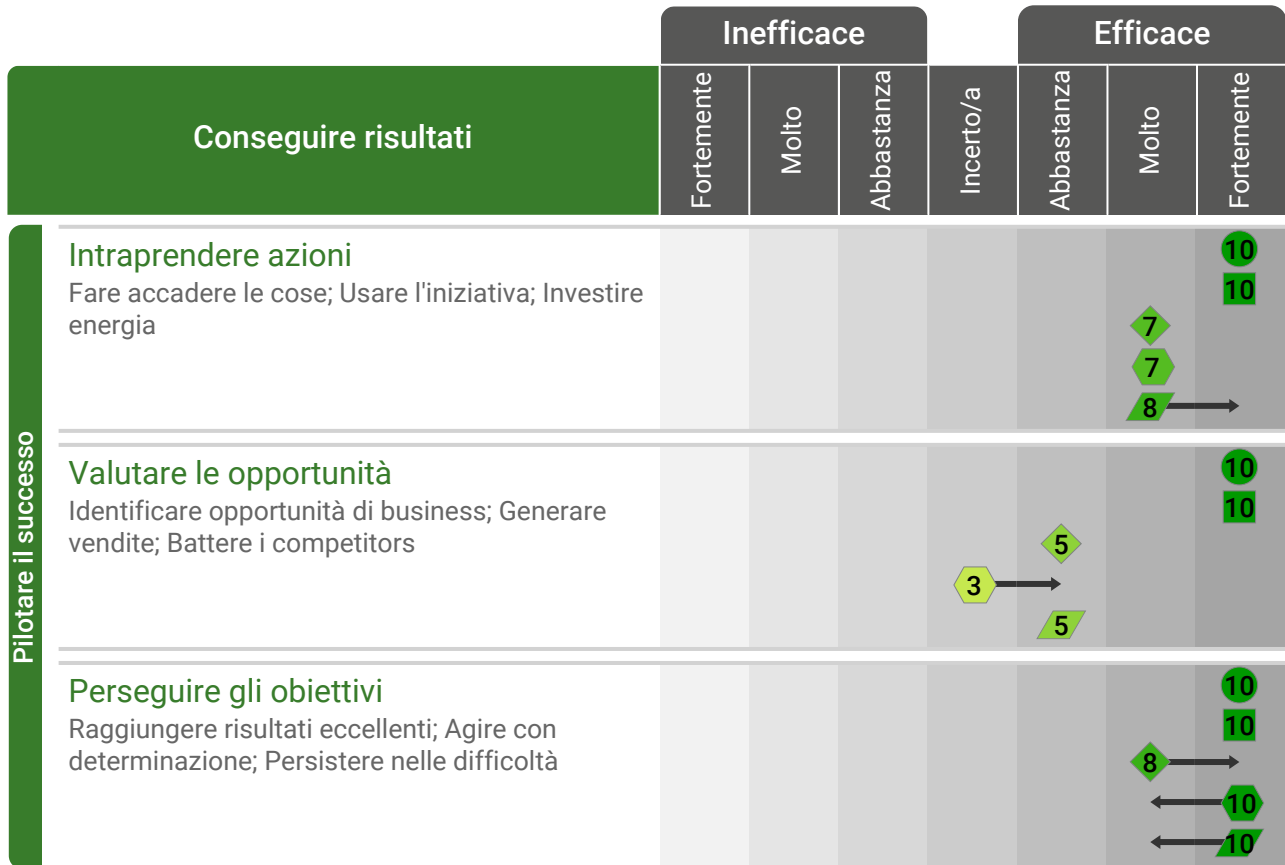 Inefficace
Efficace
Conseguire risultati
Fortemente
Molto
Abbastanza
Incerto/a
Abbastanza
Molto
Fortemente
Pilotare il successo
Intraprendere azioni
Fare accadere le cose; Usare l'iniziativa; Investire
energia
10
10
7
7
8
Valutare le opportunità
Identificare opportunità di business; Generare
vendite; Battere i competitors
10
10
5
3
5
Perseguire gli obiettivi
Raggiungere risultati eccellenti; Agire con
determinazione; Persistere nelle difficoltà
10
10
8
10
10